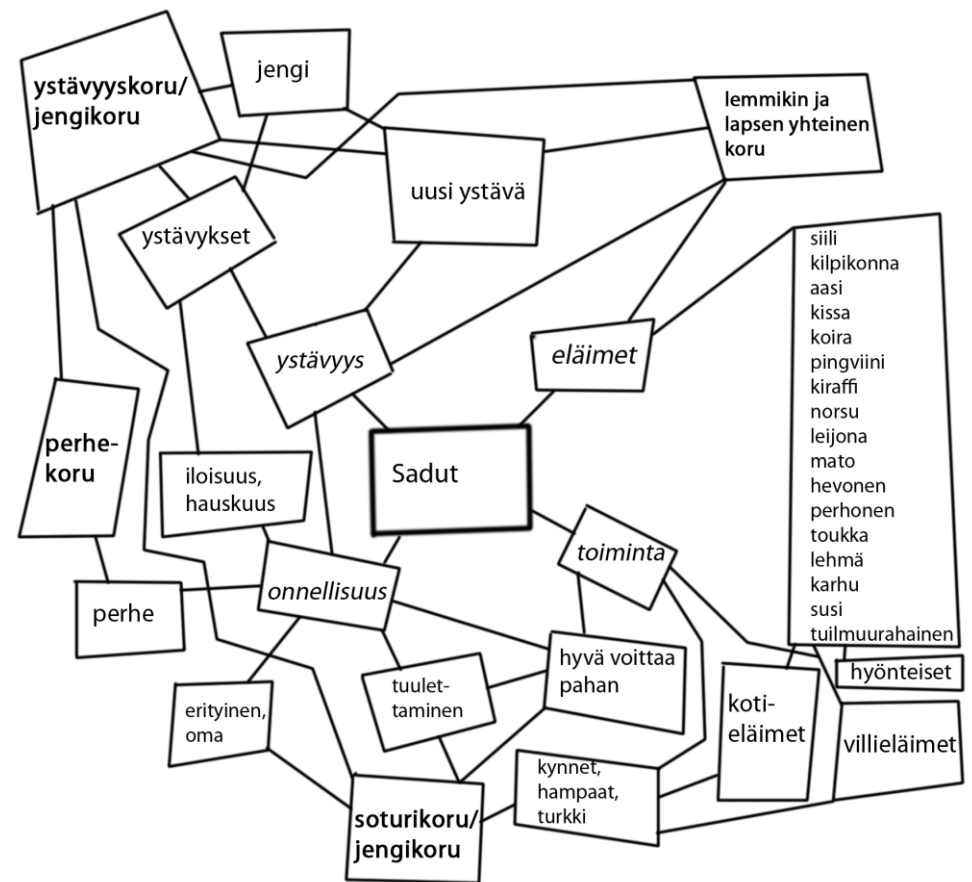 ystävyyskoru/
jengikoru
jengi
lemmikin ja
lapsen yhteinen
koru
uusi ystävä
ystävykset
siili
kilpikonna
aasi
kissa
koira
pingviini
kiraffi
norsu
leijona
mato
hevonen
perhonen
toukka
lehmä
karhu
susi
tuilmuurahainen
ystävyys
eläimet
perhe-
koru
iloisuus,
hauskuus
Sadut
toiminta
onnellisuus
perhe
hyvä voittaa
pahan
hyönteiset
tuulet-
taminen
erityinen,
oma
koti-
eläimet
villieläimet
kynnet,
hampaat,
turkki
soturikoru/
jengikoru